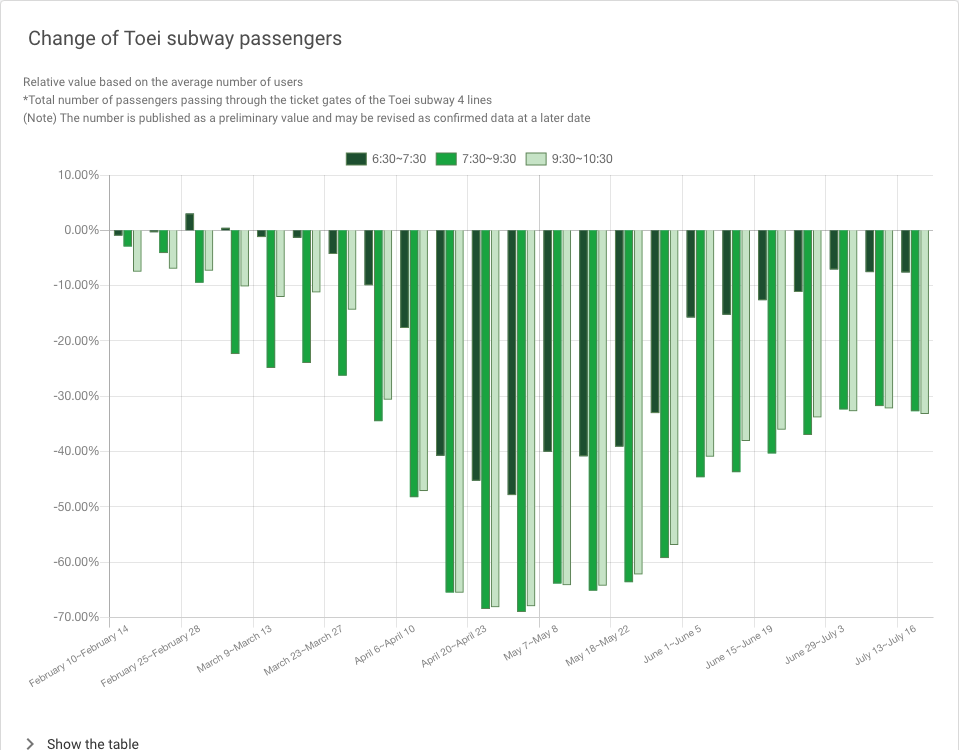 Change of Toei subway passengers
Relative value based on the average number of users
*Total number of passengers passing through the ticket gates of the Toei subway 4 lines
(Note) The number is published as a preliminary value and may be revised as confirmed data at a later date
6:30~7:30 7:30~9:30 9:30~10:30
10.00%
0.00%
-10.00%
-20.00%
-30.00%
-40.00%
-50.00%
-60.00%
-70.00%
February 10~February 14
February 25~February 28
March 9~March 13
March 23~March 27
April 6~April 10
April 20~April 23
May 7~May 8
May 18~May 22
June 1~June 5
June 15~June 19
June 29~July 3
July 13~July 16
Show the table